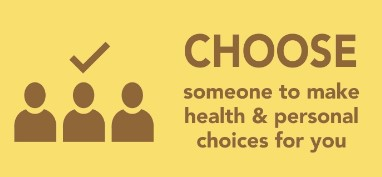 CHOOSE
someone to make
health & personal
choices for you